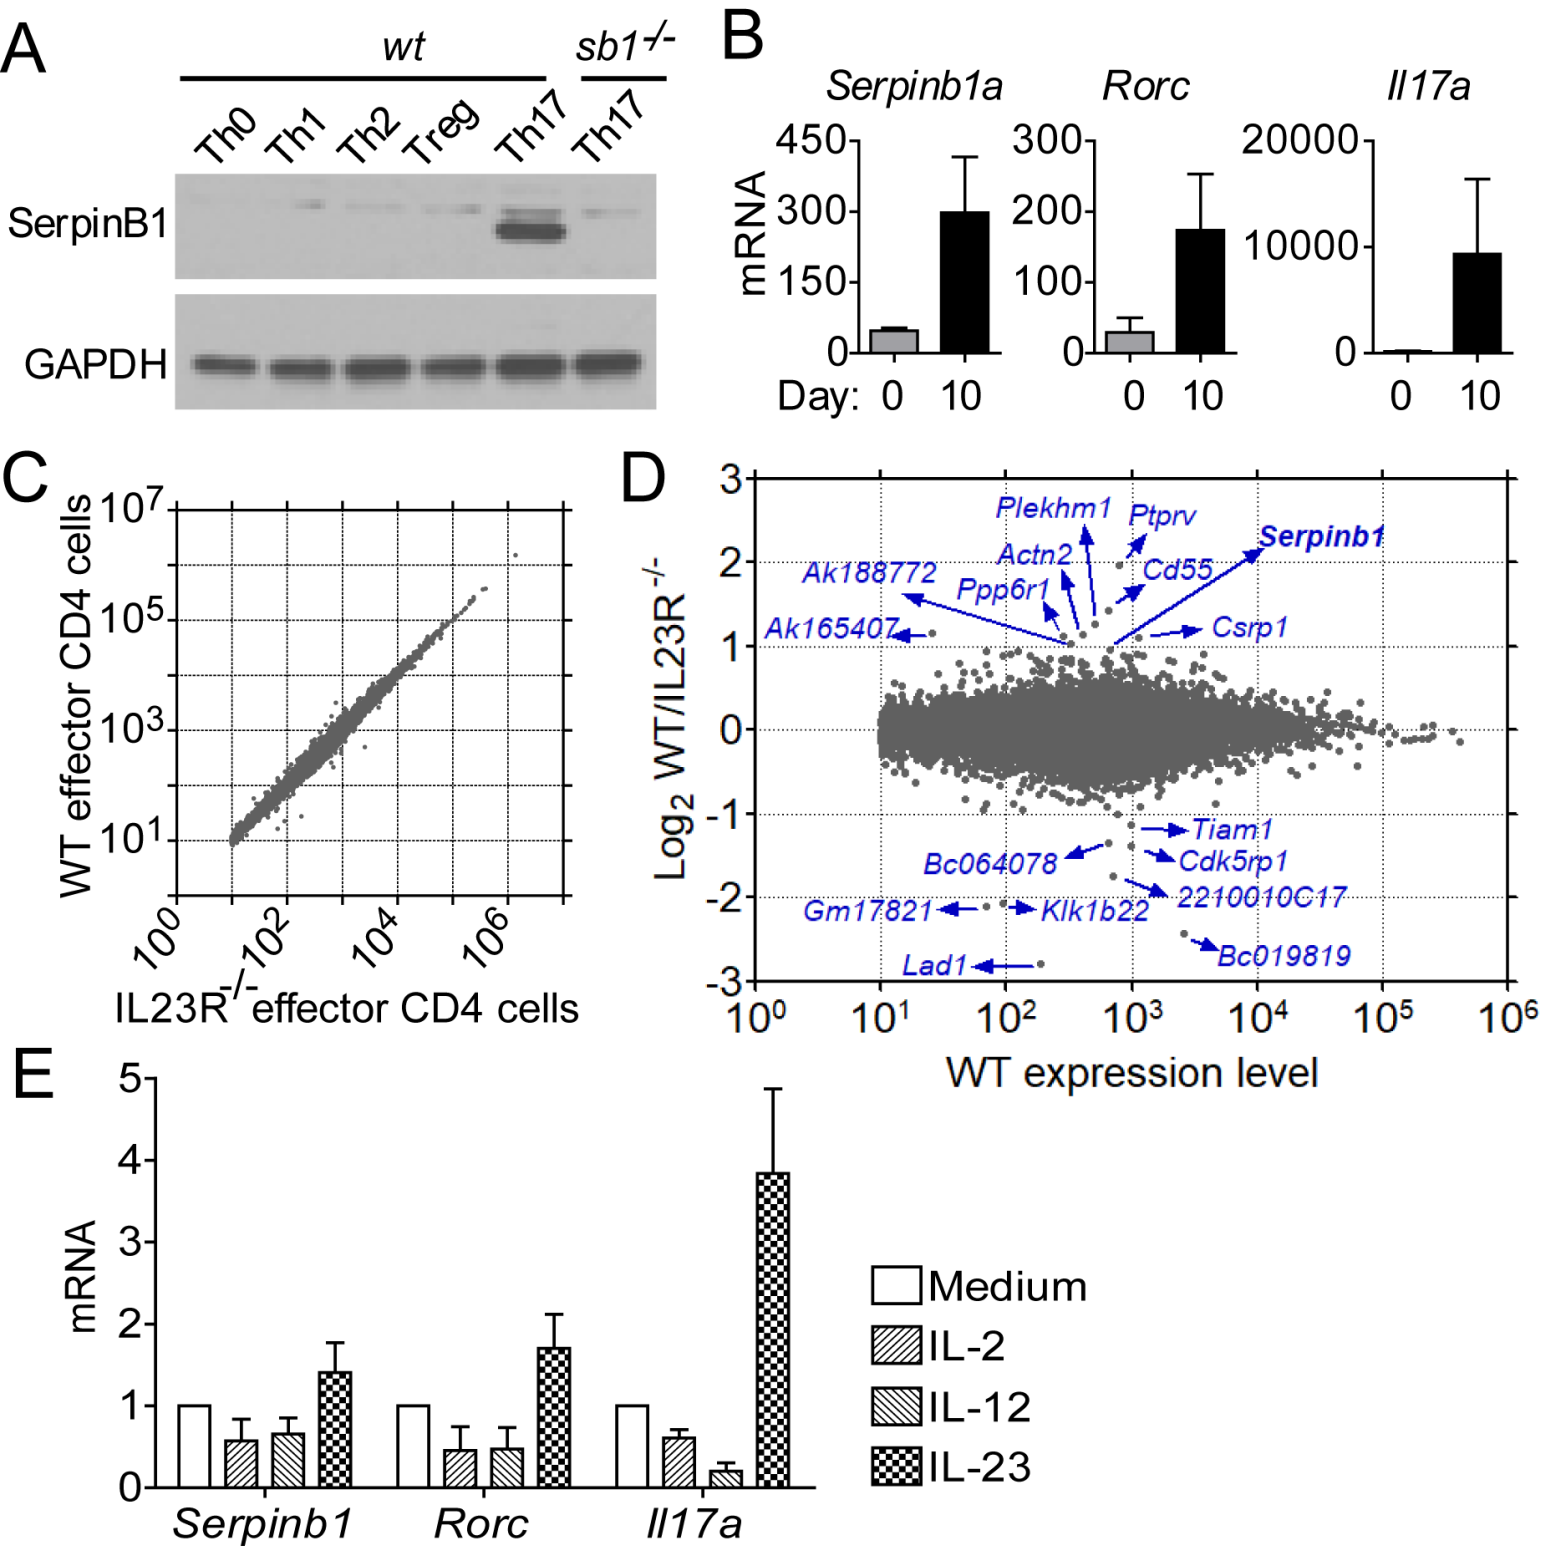 A
wt
sb1-/-
Th0
Th1
Th2
Treg
Th17
Th17
SerpinB1
GAPDH
B
Serpinb1a
Rorc
Il17a
mRNA
450
300
150
0
300
200
100
0
20000
10000
0
Day: 0 10
0 10
0 10
C
WT effector CD4 cells
10⁷
10⁵
10³
10¹
10⁰
10²
10⁴
10⁶
IL23R-/- effector CD4 cells
D
Log₂ WT/IL23R-/-
3
2
1
0
-1
-2
-3
Plekhm1
Ptprv
Serpinb1
Actn2
Cd55
Ak188772
Ppp6r1
Ak165407
Csrp1
Tiam1
Bc064078
Cdk5rp1
2210010C17
Gm17821
Klk1b22
Bc019819
Lad1
10⁰ 10¹ 10² 10³ 10⁴ 10⁵ 10⁶
WT expression level
E
mRNA
5
4
3
2
1
0
Serpinb1 Rorc Il17a
Medium
IL-2
IL-12
IL-23